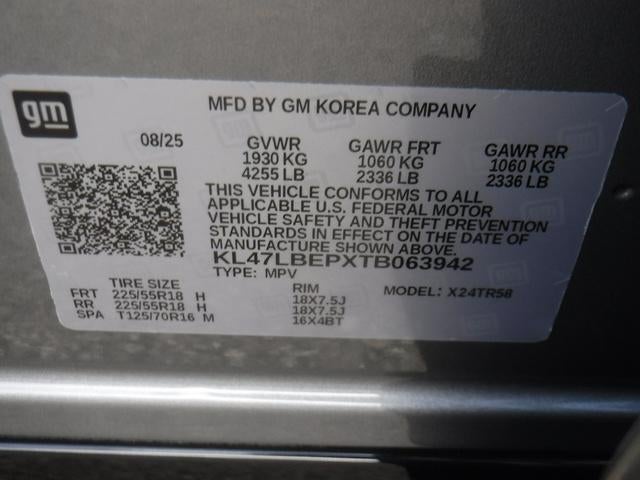 gm
MFD BY GM KOREA COMPANY
08/25 GVWR GAWR FRT GAWR RR
1930 KG 1060 KG 1060 KG
4255 LB 2336 LB 2336 LB
THIS VEHICLE CONFORMS TO ALL
APPLICABLE U.S. FEDERAL MOTOR
VEHICLE SAFETY AND THEFT PREVENTION
STANDARDS IN EFFECT ON THE DATE OF
MANUFACTURE SHOWN ABOVE.
KL47LBEPXTB063942
TYPE: MPV
TIRE SIZE RIM MODEL: X24TR58
FRT 225/55R18 H 18X7.5J
RR 225/55R18 H 18X7.5J
SPA T125/70R16 M 16X4BT